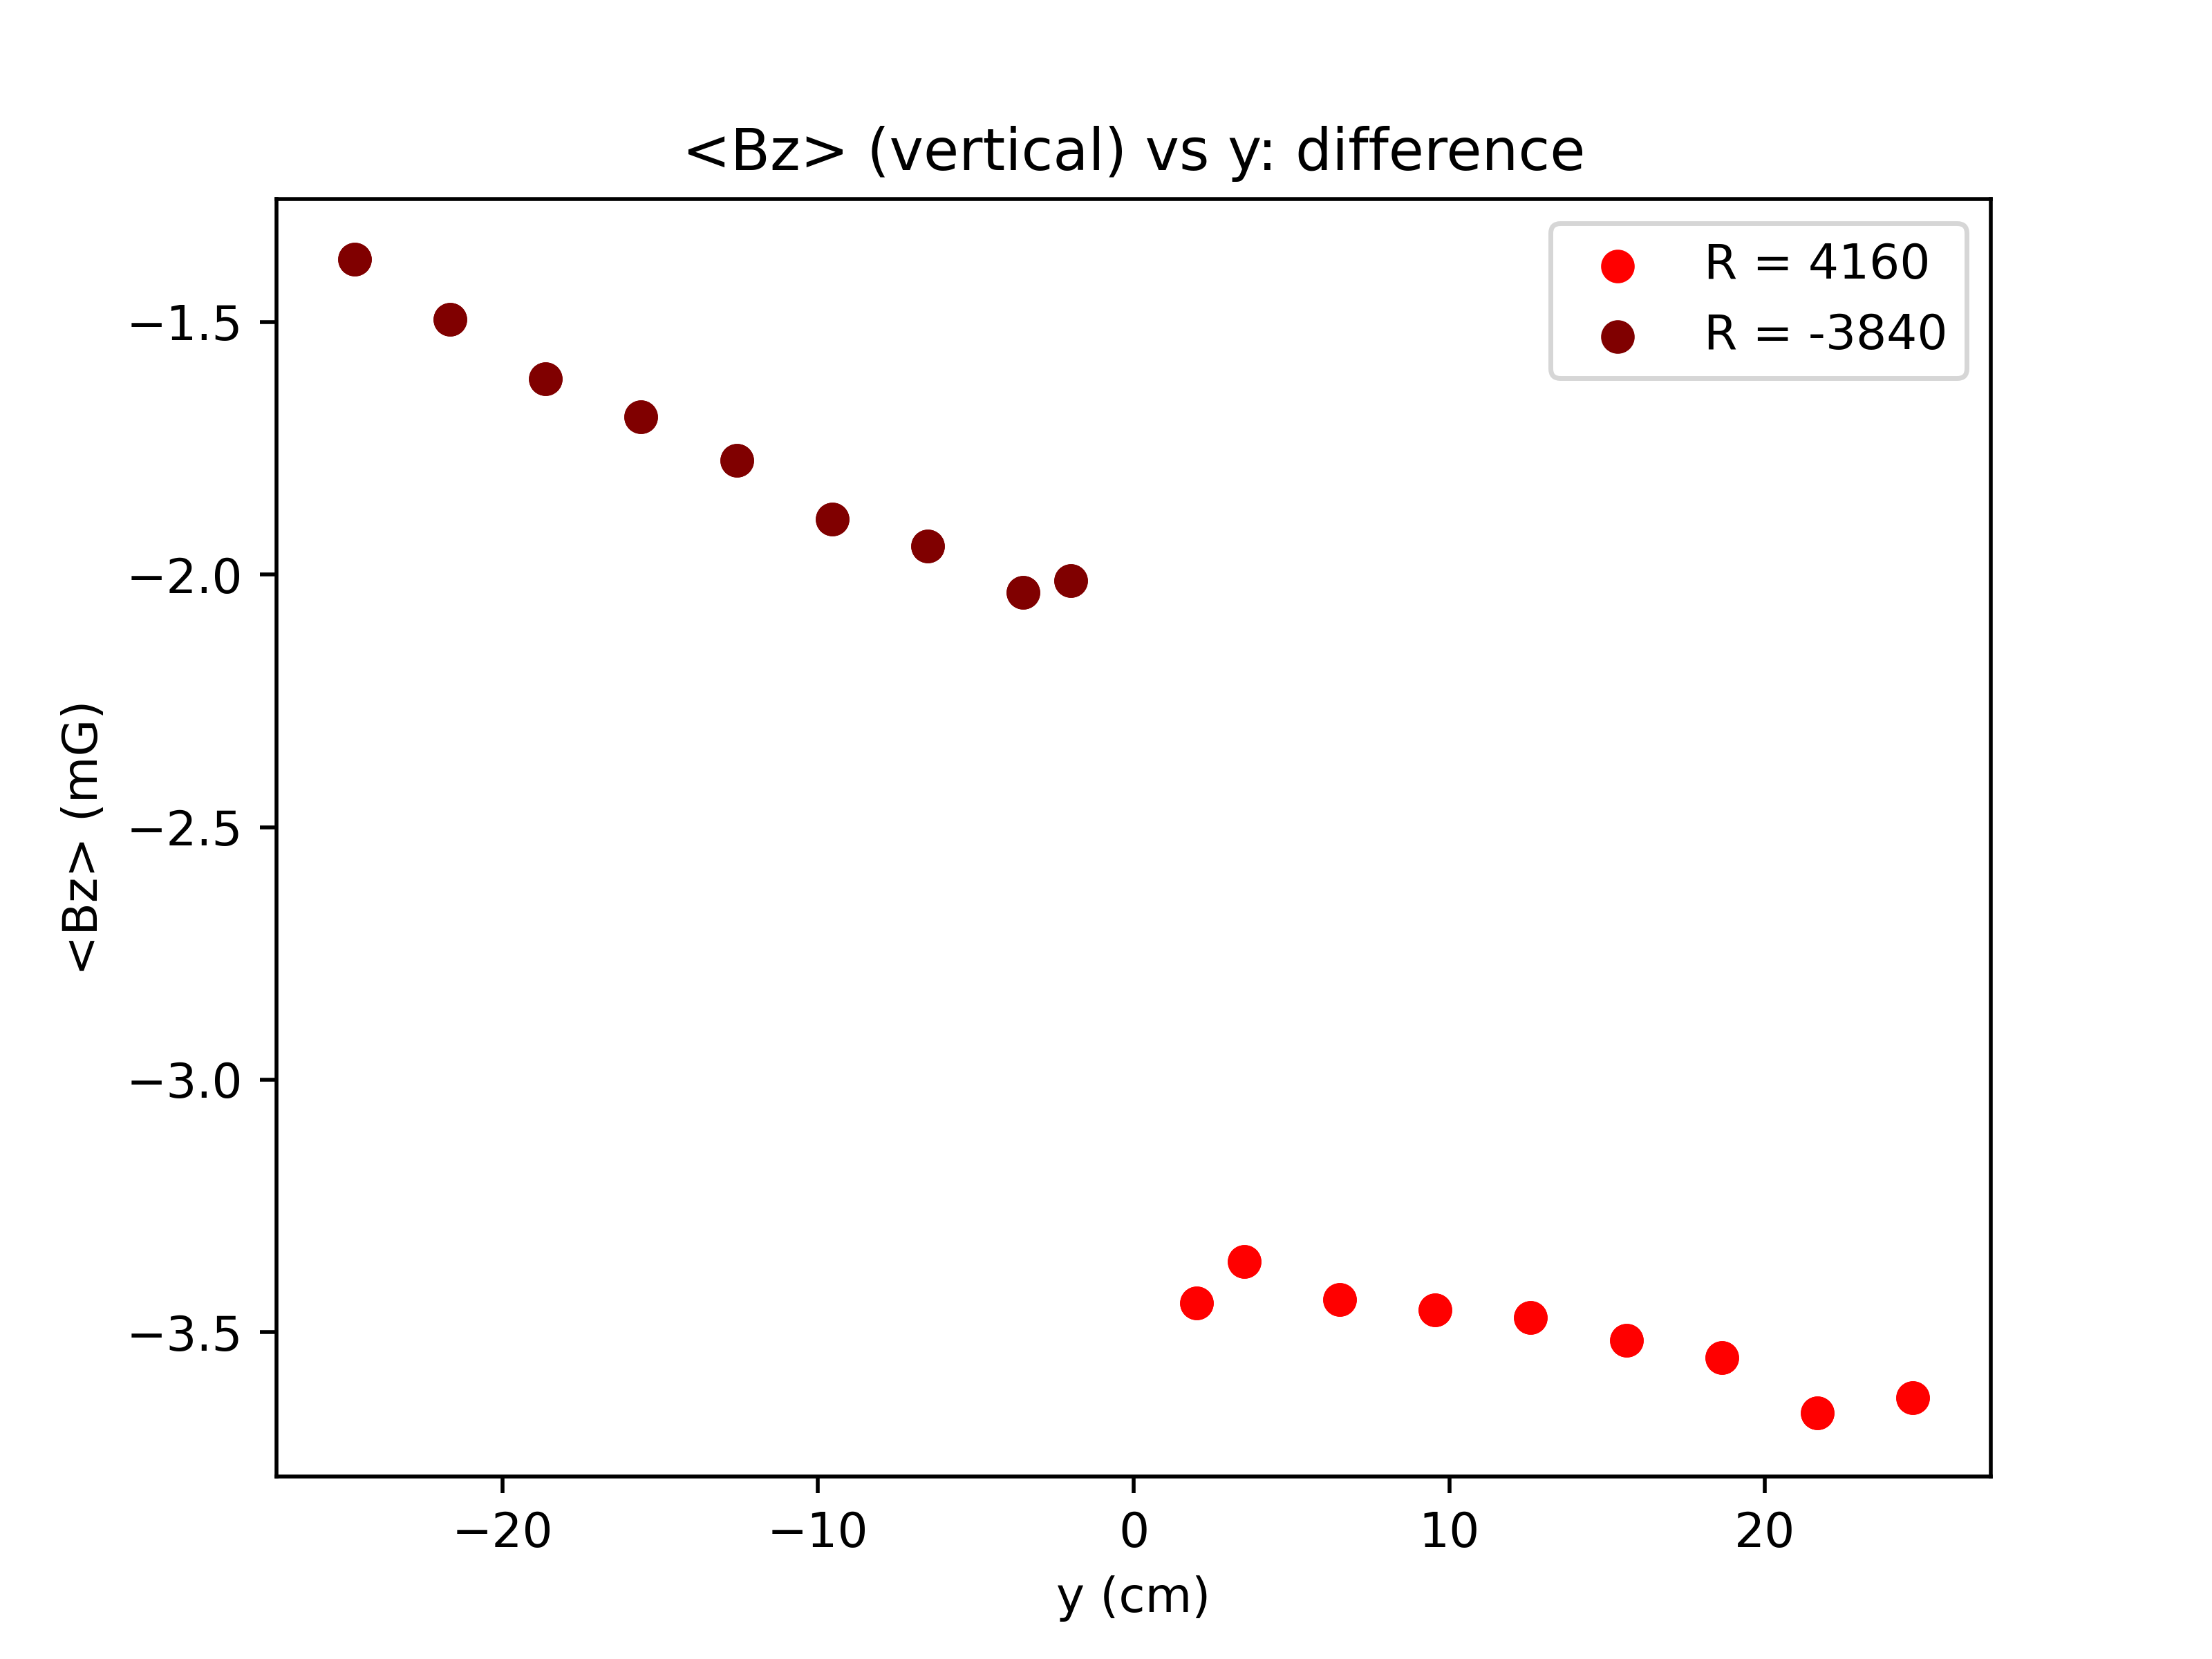 <Bz> (vertical) vs y: difference
R = 4160
R = -3840
<Bz> (mG)
−1.5
−2.0
−2.5
−3.0
−3.5
−20
−10
0
10
20
y (cm)